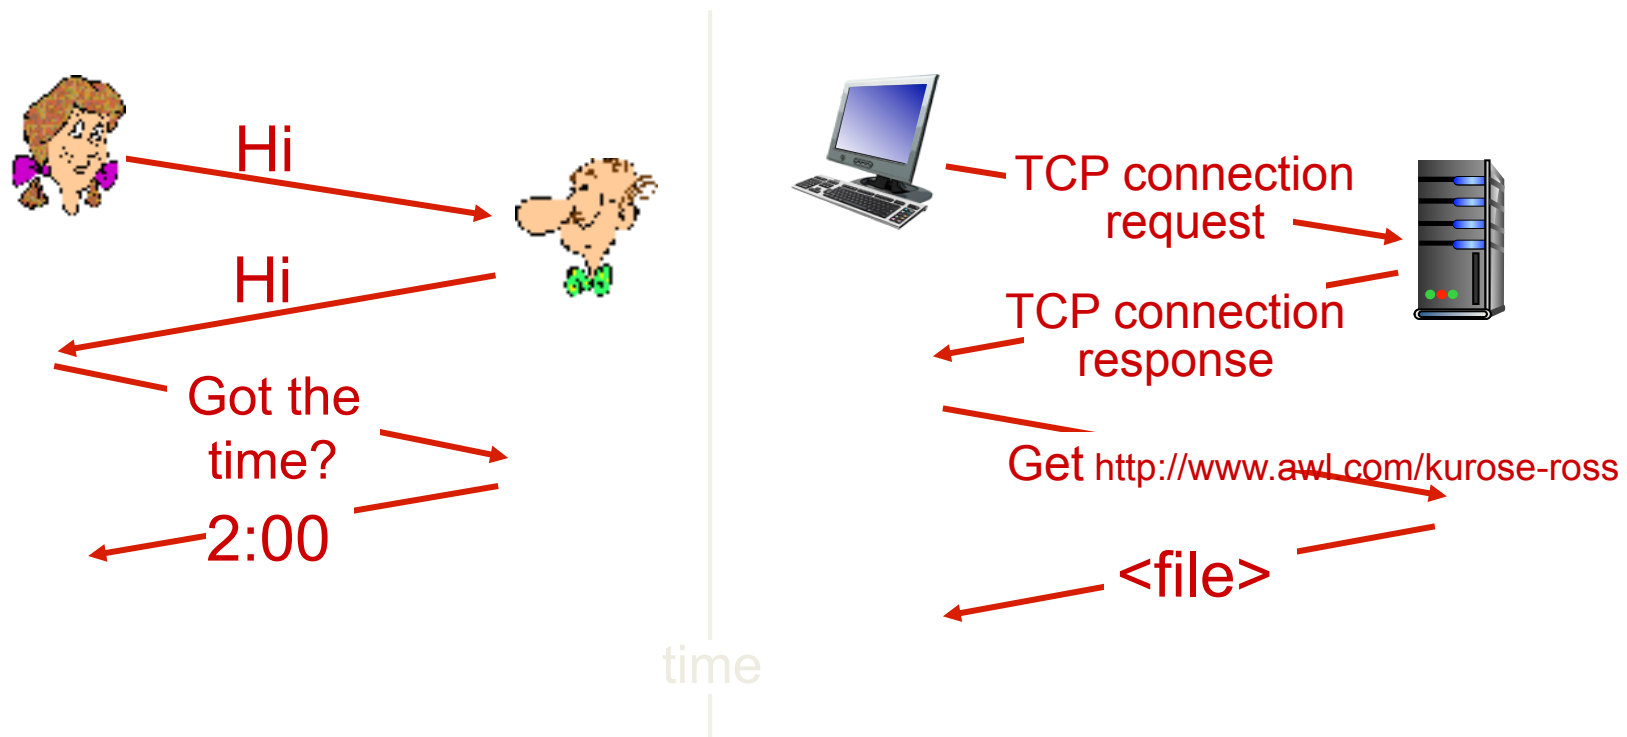 Hi
Hi
Got the
time?
2:00
TCP connection
request
TCP connection
response
Get http://www.awl.com/kurose-ross
<file>
time